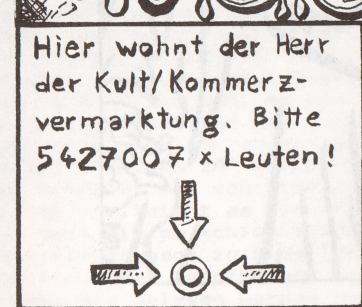 Hier wohnt der Herr
der Kult/Kommerz-
vermarktung. Bitte
5427007 x Leuten!